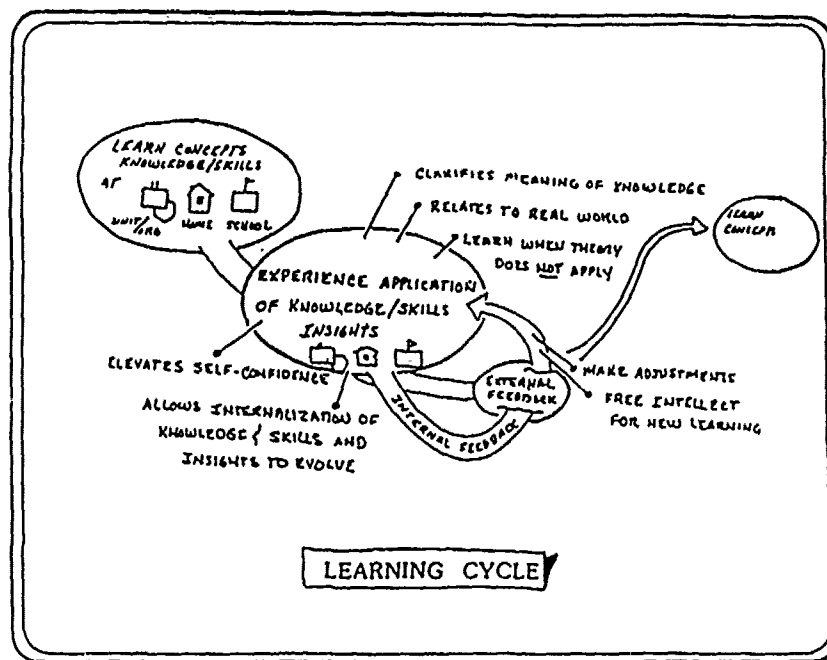 LEARN CONCEPTS
KNOWLEDGE/SKILLS
AT
UNIT/ORG HOME SCHOOL
CLARIFIES MEANING OF KNOWLEDGE
RELATES TO REAL WORLD
LEARN WHEN THEORY
DOES NOT APPLY
LEARN
CONCEPTS
EXPERIENCE APPLICATION
OF KNOWLEDGE/SKILLS
INSIGHTS
ELEVATES SELF-CONFIDENCE
ALLOWS INTERNALIZATION OF
KNOWLEDGE & SKILLS AND
INSIGHTS TO EVOLVE
INTERNAL FEEDBACK
EXTERNAL
FEEDBACK
MAKE ADJUSTMENTS
FREE INTELLECT
FOR NEW LEARNING
LEARNING CYCLE